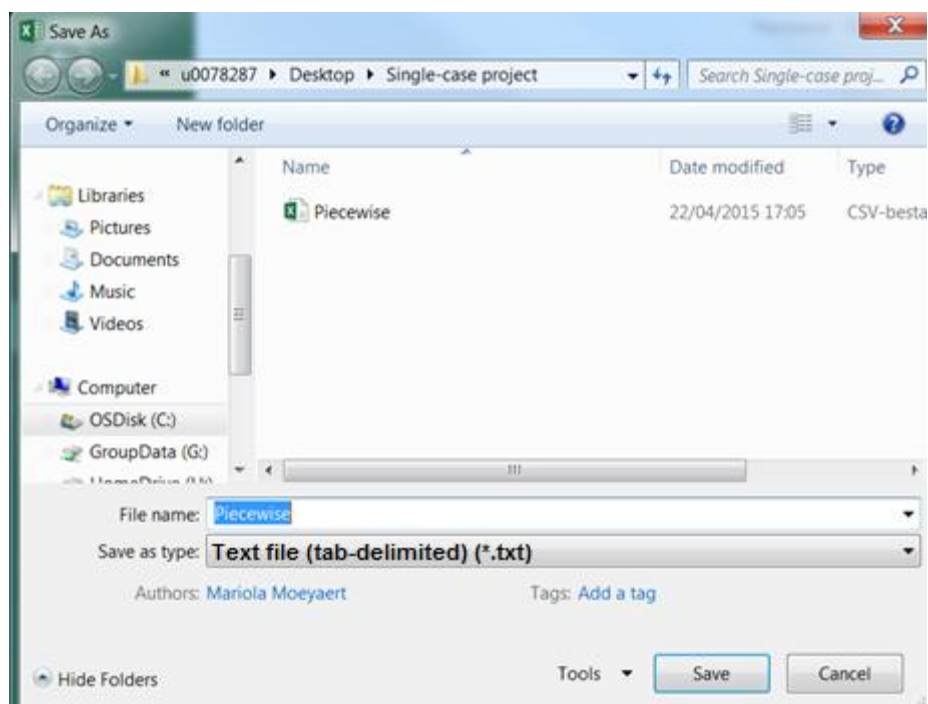 Save As
« u0078287 ▸ Desktop ▸ Single-case project
Search Single-case proj...
Organize
New folder
Name
Date modified
Type
Libraries
Pictures
Documents
Music
Videos
Computer
OSDisk (C:)
GroupData (G:)
Piecewise
22/04/2015 17:05
CSV-besta
File name: Piecewise
Save as type: Text file (tab-delimited) (*.txt)
Authors: Mariola Moeyaert
Tags: Add a tag
Hide Folders
Tools
Save
Cancel